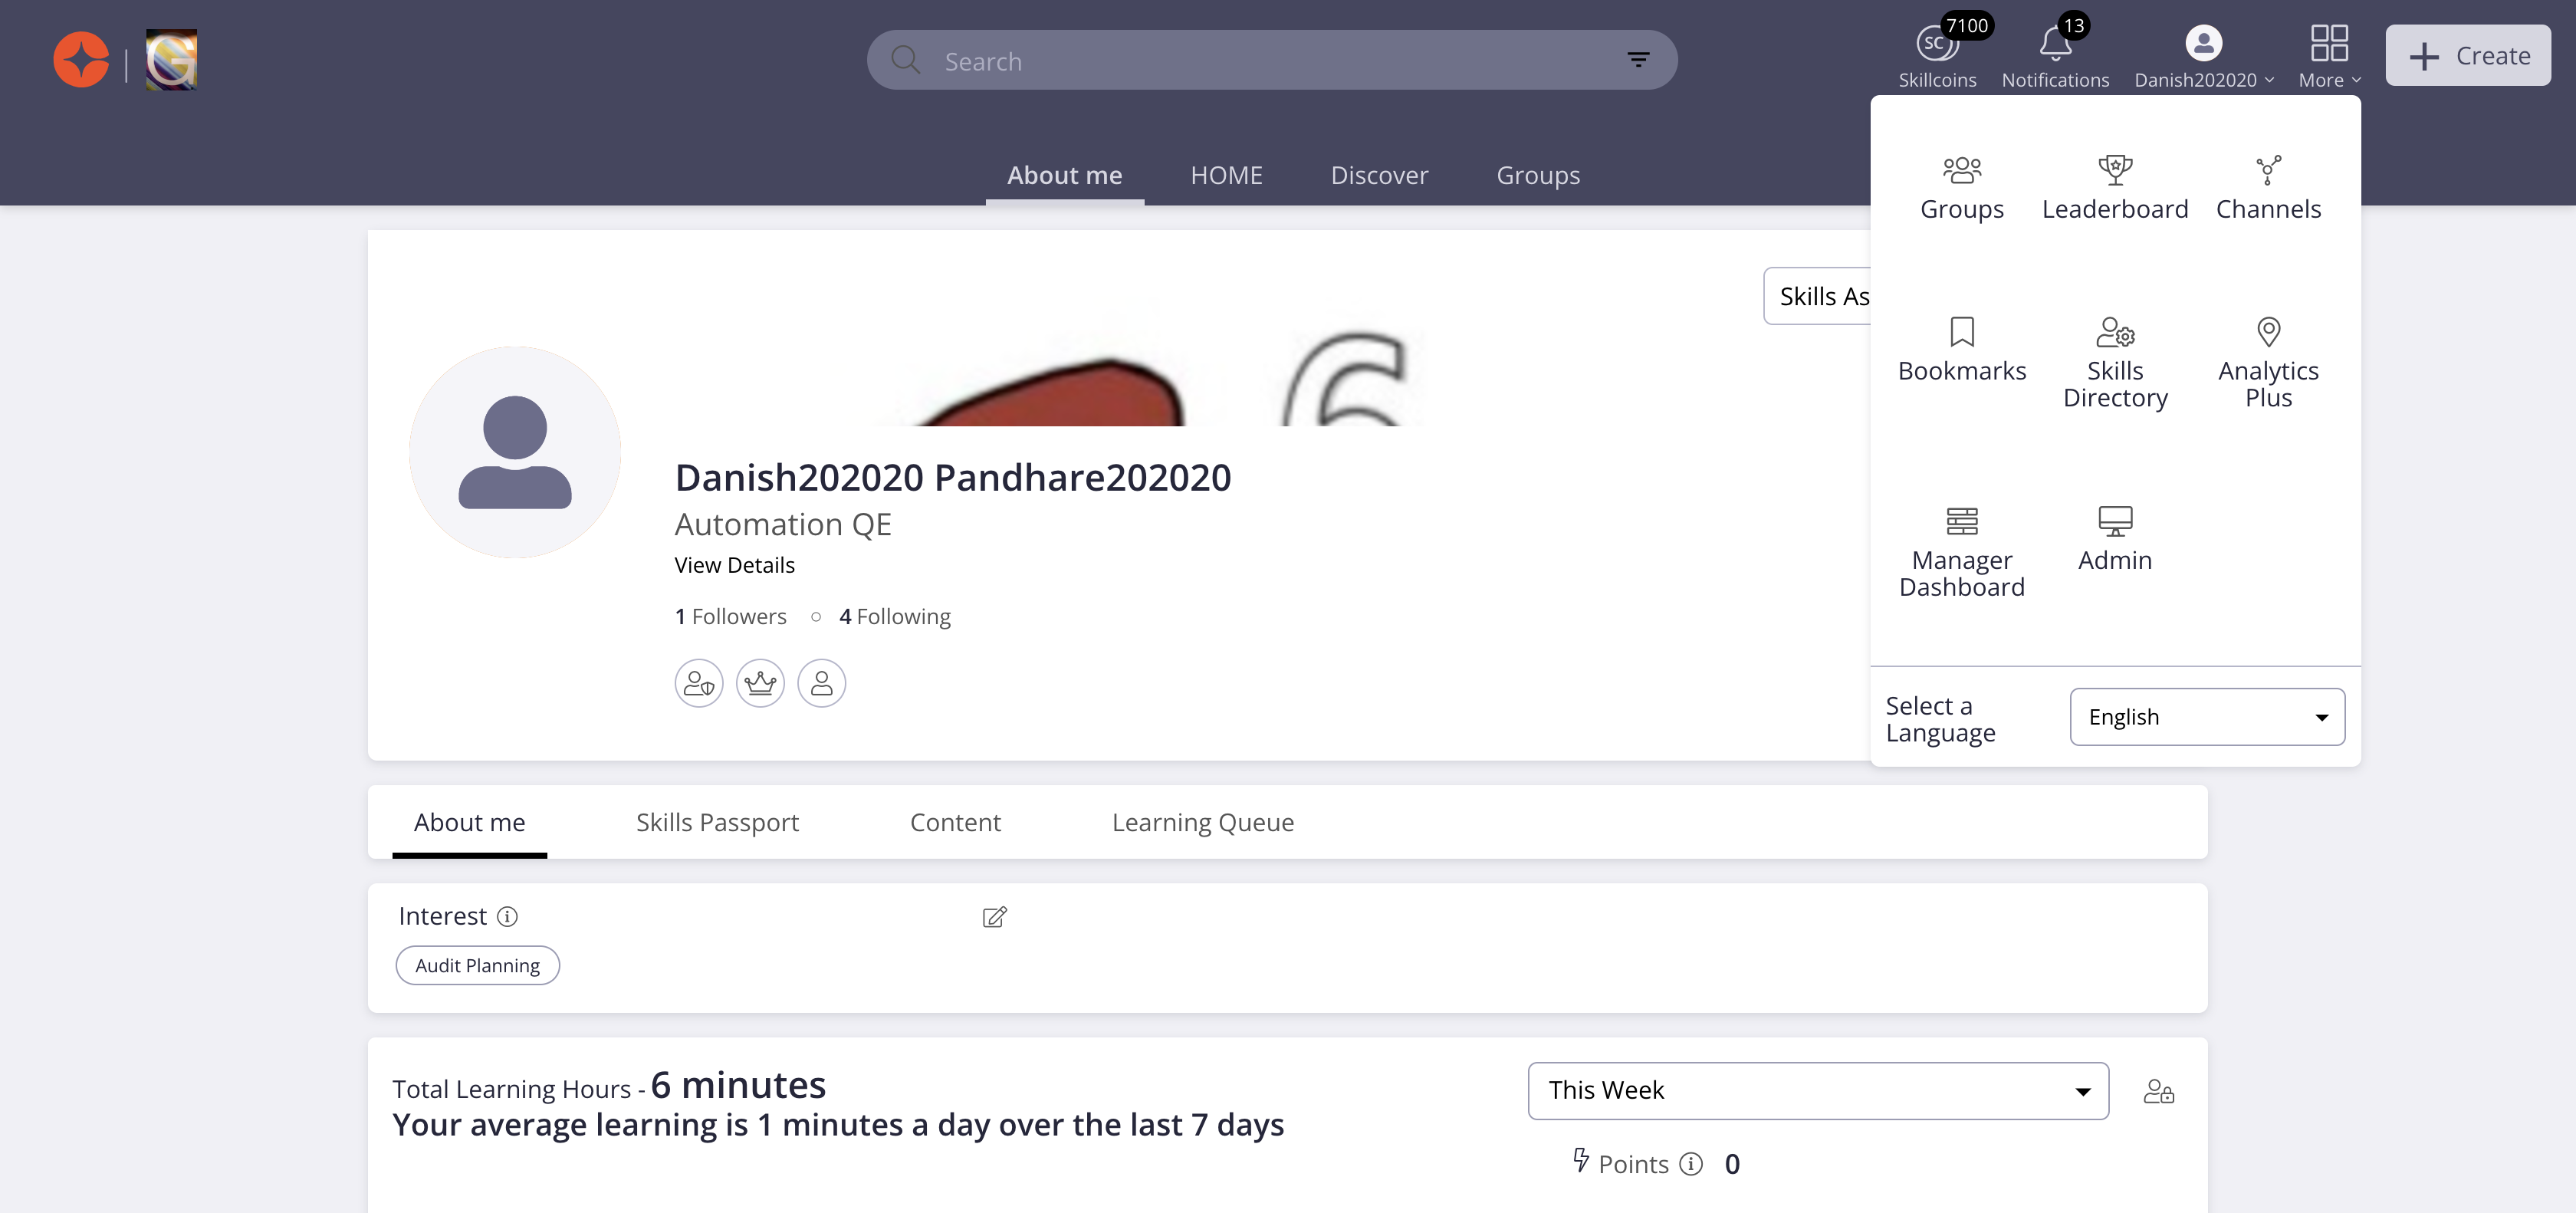 G
Search
SC
7100
Skillcoins
13
Notifications
Danish202020
More
Create
About me
HOME
Discover
Groups
Groups
Leaderboard
Channels
Bookmarks
Skills
Directory
Analytics
Plus
Manager
Dashboard
Admin
Select a
Language
English
Skills As
6
Danish202020 Pandhare202020
Automation QE
View Details
1 Followers
4 Following
About me
Skills Passport
Content
Learning Queue
Interest
Audit Planning
Total Learning Hours - 6 minutes
Your average learning is 1 minutes a day over the last 7 days
This Week
Points
0